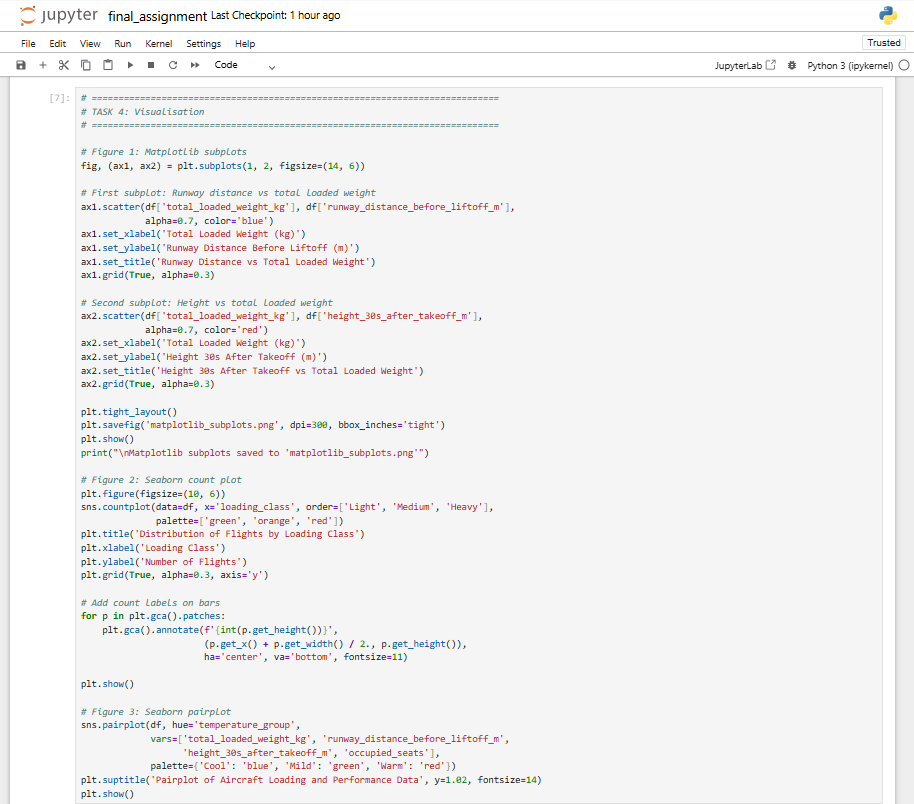 jupyter final_assignment Last Checkpoint: 1 hour ago
File Edit View Run Kernel Settings Help Trusted
Code JupyterLab Python 3 (ipykernel)
[7]: # ============================================================================
# TASK 4: Visualisation
# ============================================================================

# Figure 1: Matplotlib subplots
fig, (ax1, ax2) = plt.subplots(1, 2, figsize=(14, 6))

# First subplot: Runway distance vs total loaded weight
ax1.scatter(df['total_loaded_weight_kg'], df['runway_distance_before_liftoff_m'],
            alpha=0.7, color='blue')
ax1.set_xlabel('Total Loaded Weight (kg)')
ax1.set_ylabel('Runway Distance Before Liftoff (m)')
ax1.set_title('Runway Distance vs Total Loaded Weight')
ax1.grid(True, alpha=0.3)

# Second subplot: Height vs total loaded weight
ax2.scatter(df['total_loaded_weight_kg'], df['height_30s_after_takeoff_m'],
            alpha=0.7, color='red')
ax2.set_xlabel('Total Loaded Weight (kg)')
ax2.set_ylabel('Height 30s After Takeoff (m)')
ax2.set_title('Height 30s After Takeoff vs Total Loaded Weight')
ax2.grid(True, alpha=0.3)

plt.tight_layout()
plt.savefig('matplotlib_subplots.png', dpi=300, bbox_inches='tight')
plt.show()
print("\nMatplotlib subplots saved to 'matplotlib_subplots.png'")

# Figure 2: Seaborn count plot
plt.figure(figsize=(10, 6))
sns.countplot(data=df, x='loading_class', order=['Light', 'Medium', 'Heavy'],
              palette=['green', 'orange', 'red'])
plt.title('Distribution of Flights by Loading Class')
plt.xlabel('Loading Class')
plt.ylabel('Number of Flights')
plt.grid(True, alpha=0.3, axis='y')

# Add count labels on bars
for p in plt.gca().patches:
    plt.gca().annotate(f'{int(p.get_height())}',
                       (p.get_x() + p.get_width() / 2., p.get_height()),
                       ha='center', va='bottom', fontsize=11)

plt.show()

# Figure 3: Seaborn pairplot
sns.pairplot(df, hue='temperature_group',
             vars=['total_loaded_weight_kg', 'runway_distance_before_liftoff_m',
                   'height_30s_after_takeoff_m', 'occupied_seats'],
             palette={'Cool': 'blue', 'Mild': 'green', 'Warm': 'red'})
plt.suptitle('Pairplot of Aircraft Loading and Performance Data', y=1.02, fontsize=14)
plt.show()